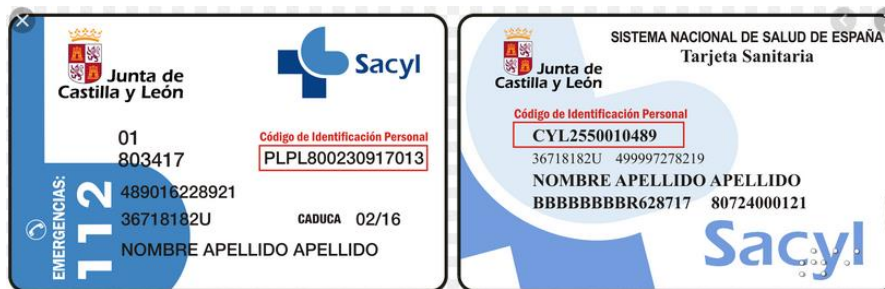 Junta de
Castilla y León
Sacyl
01
803417
Código de Identificación Personal
PLPL800230917013
489016228921
36718182U
CADUCA 02/16
NOMBRE APELLIDO APELLIDO
EMERGENCIAS:
112
SISTEMA NACIONAL DE SALUD DE ESPAÑA
Tarjeta Sanitaria
Junta de
Castilla y León
Código de Identificación Personal
CYL2550010489
36718182U 499997278219
NOMBRE APELLIDO APELLIDO
BBBBBBBBR628717 80724000121
Sacyl